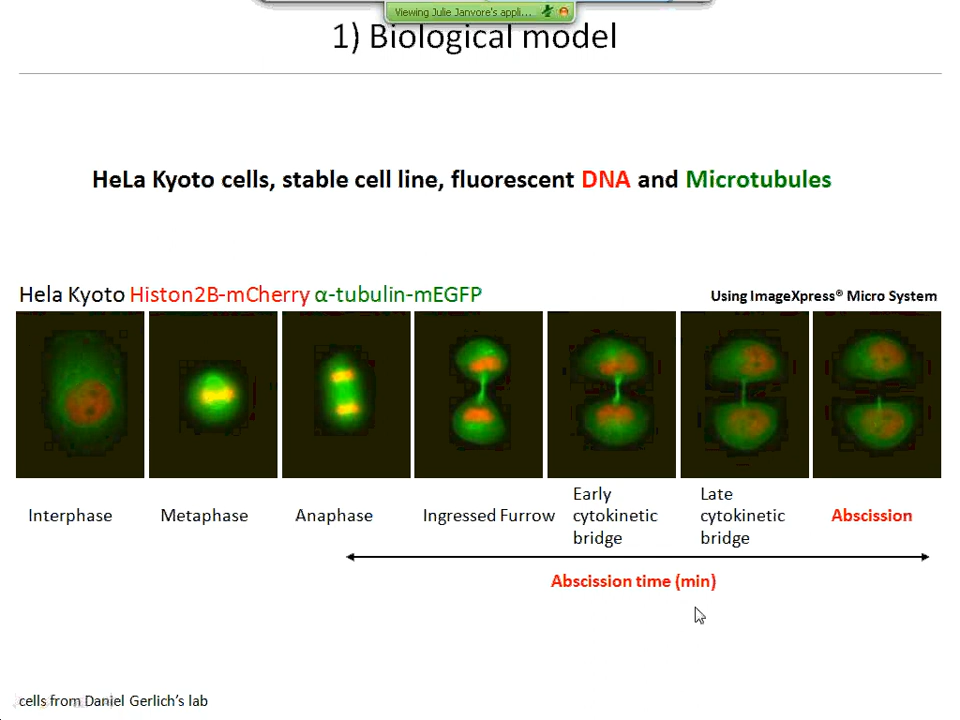 Viewing Julie Janvore's appli...
1) Biological model
HeLa Kyoto cells, stable cell line, fluorescent DNA and Microtubules
Hela Kyoto Histon2B-mCherry α-tubulin-mEGFP
Using ImageXpress® Micro System
Interphase
Metaphase
Anaphase
Ingressed Furrow
Early
cytokinetic
bridge
Late
cytokinetic
bridge
Abscission
Abscission time (min)
cells from Daniel Gerlich's lab